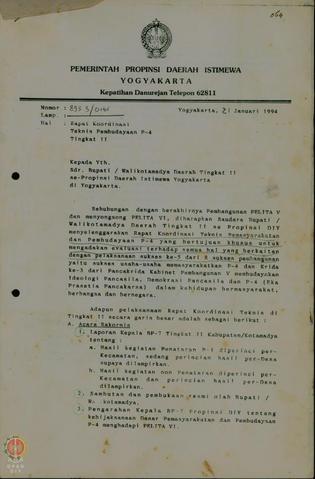 064
PEMERINTAH PROPINSI DAERAH ISTIMEWA
YOGYAKARTA
Kepatihan Danurejan Telepon 62811
Nomor : 893.3/0141
Yogyakarta, 21 Januari 1994
Lamp. :
Hal : Rapat Koordinasi
Teknis Pembudayaan P-4
Tingkat II
Kepada Yth.
Sdr. Bupati / Walikotamadya Daerah Tingkat II
se-Propinsi Daerah Istimewa Yogyakarta
di Yogyakarta.
Sehubungan dengan berakhirnya Pembangunan PELITA V
dan menyongsong PELITA VI, diharapkan Saudara Bupati /
Walikotamadya Daerah Tingkat II se Propinsi DIY
menyelenggarakan Rapat Koordinasi Teknis Pemasyarakatan
dan Pembudayaan P-4 yang bertujuan khusus untuk
mengadakan evaluasi terhadap semua hal yang berkaitan
dengan pelaksanaan sukses ke-5 dari 8 sukses pembangunan
yaitu sukses usaha-usaha memasyarakatkan P-4 dan Krida
ke-3 dari Pancakrida Kabinet Pembangunan V membudayakan
Ideologi Pancasila, Demokrasi Pancasila dan P-4 (Eka
Prasetia Pancakarsa) dalam kehidupan bermasyarakat,
berbangsa dan bernegara.
Adapun pelaksanaan Rapat Koordinasi Teknis di
Tingkat II secara garis besar adalah sebagai berikut :
A. Acara Rakornis
1. Laporan Kepala BP-7 Tingkat II Kabupaten/Kotamadya
tentang :
a. Hasil kegiatan Penataran P-4 diperinci per-
Kecamatan, sedang perincian hasil per-Desa
supaya dilampirkan.
b. Hasil kegiatan non Penataran diperinci per-
Kecamatan dan perincian hasil per-Desa
dilampirkan.
2. Sambutan dan pembukaan resmi oleh Bupati /
kotamadya.
3. Pengarahan Kepala BP-7 Propinsi DIY tentang
kebijaksanaan Dasar Pemasyarakatan dan Pembudayaan
P-4 menghadapi PELITA VI.